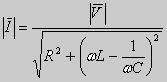 |Ī| = |V̄| / √(R² + (ωL − 1/(ωC))²)